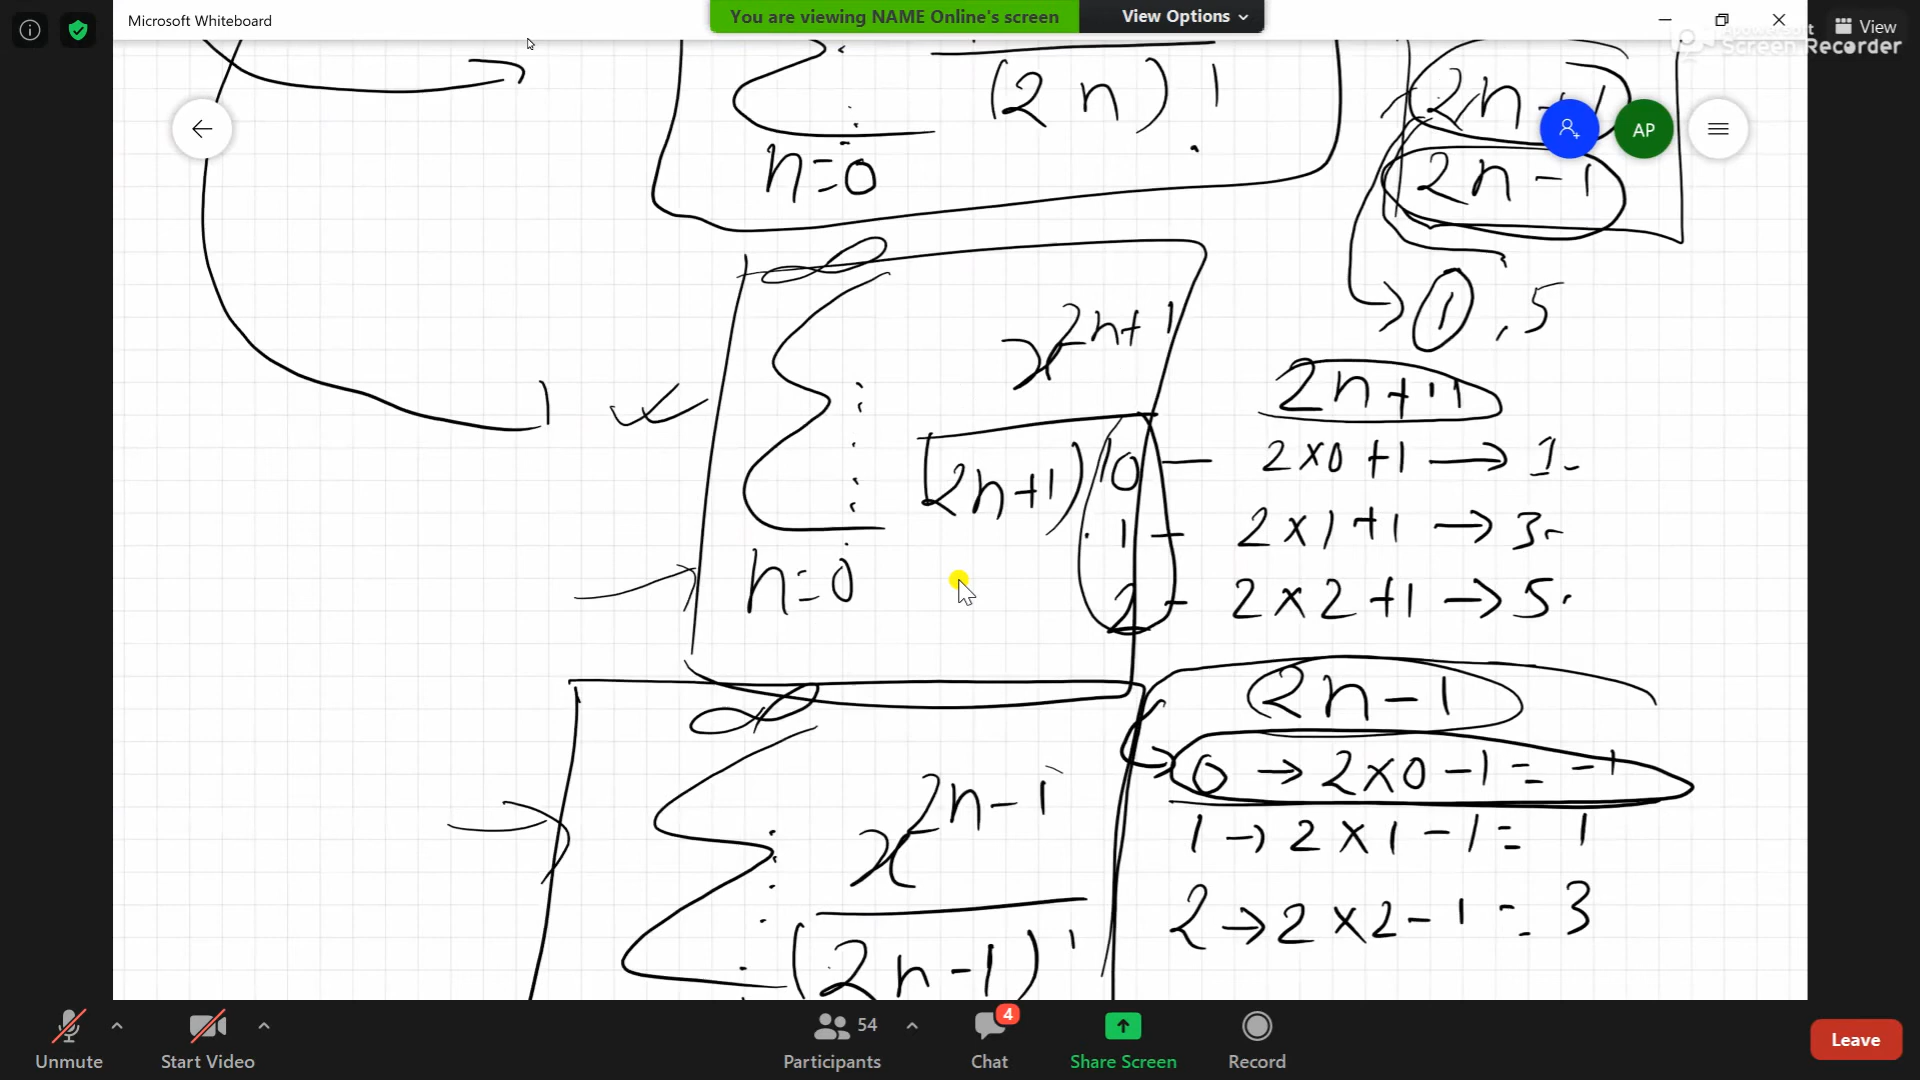 Microsoft Whiteboard
You are viewing NAME Online's screen
View Options
View
Apowersoft
Screen Recorder
AP
(2n)!
n=0
2n+1
2n-1
1, 5
∞
x^{2n+1}
Σ
(2n+1)!
n=0
0 —
1 —
2 —
2n+1
2×0+1 → 1
2×1+1 → 3
2×2+1 → 5
2n-1
0 → 2×0-1 = -1
1 → 2×1-1 = 1
2 → 2×2-1 = 3
∞
x^{2n-1}
Σ
(2n-1)!
Unmute
Start Video
54
Participants
4
Chat
Share Screen
Record
Leave